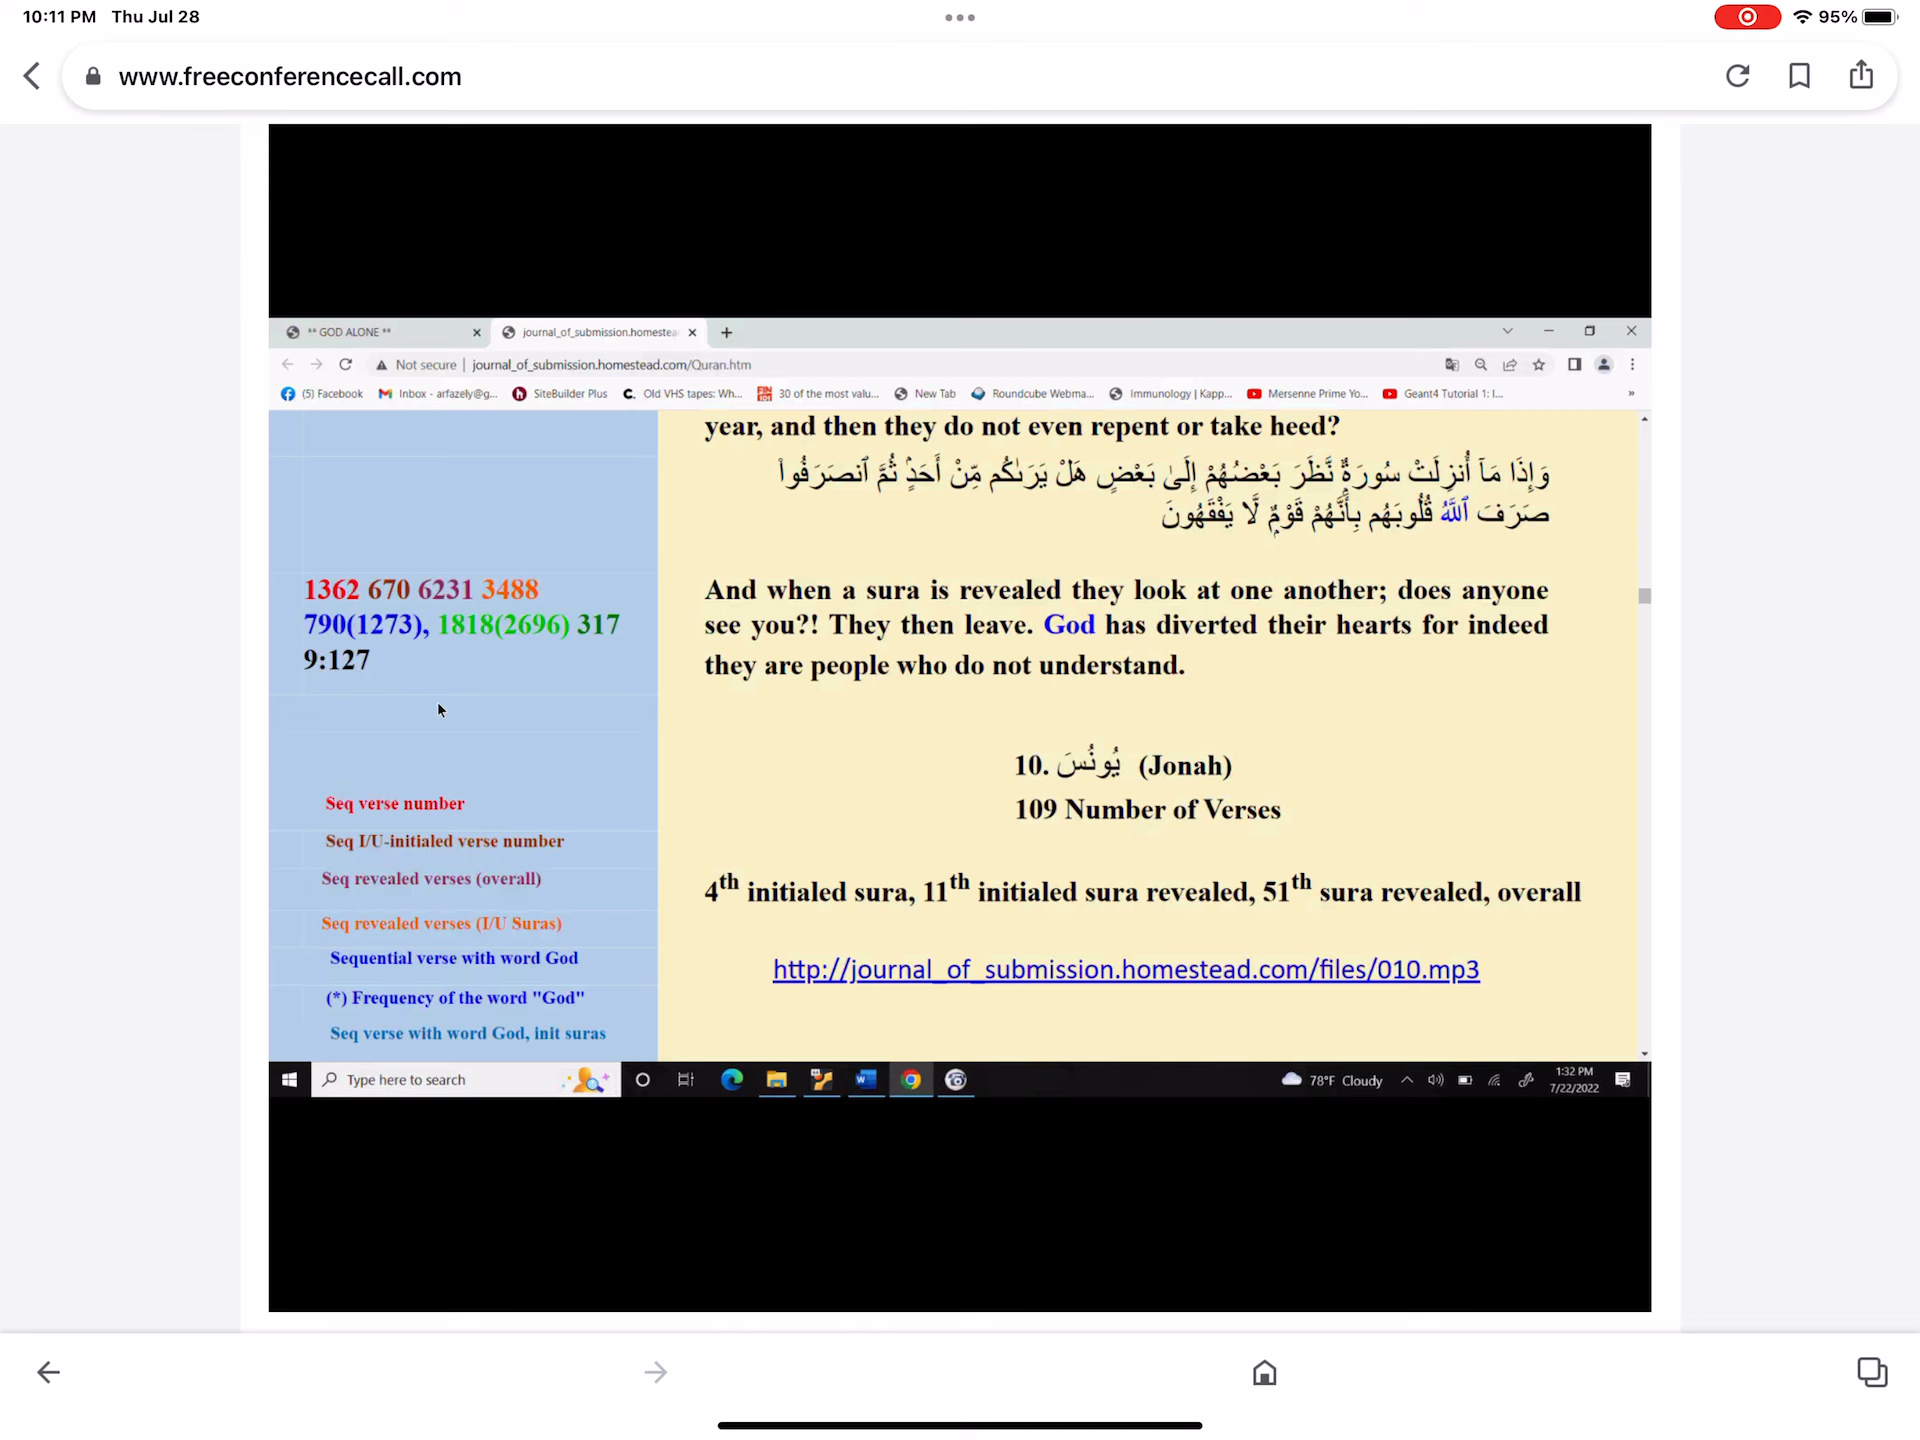 10:11 PM Thu Jul 28
95%
www.freeconferencecall.com
** GOD ALONE **
journal_of_submission.homestea
Not secure | journal_of_submission.homestead.com/Quran.htm
(5) Facebook
Inbox - arfazely@g...
SiteBuilder Plus
Old VHS tapes: Wh...
30 of the most valu...
New Tab
Roundcube Webma...
Immunology | Kapp...
Mersenne Prime Yo...
Geant4 Tutorial 1: I...
»
year, and then they do not even repent or take heed?
وَإِذَا مَآ أُنزِلَتْ سُورَةٌ نَّظَرَ بَعْضُهُمْ إِلَىٰ بَعْضٍ هَلْ يَرَىٰكُم مِّنْ أَحَدٍ ثُمَّ ٱنصَرَفُوا۟
صَرَفَ ٱللَّهُ قُلُوبَهُم بِأَنَّهُمْ قَوْمٌ لَّا يَفْقَهُونَ
1362 670 6231 3488
790(1273), 1818(2696) 317
9:127
And when a sura is revealed they look at one another; does anyone
see you?! They then leave. God has diverted their hearts for indeed
they are people who do not understand.
10. يُونُسَ (Jonah)
109 Number of Verses
4th initialed sura, 11th initialed sura revealed, 51th sura revealed, overall
http://journal_of_submission.homestead.com/files/010.mp3
Seq verse number
Seq I/U-initialed verse number
Seq revealed verses (overall)
Seq revealed verses (I/U Suras)
Sequential verse with word God
(*) Frequency of the word "God"
Seq verse with word God, init suras
Type here to search
78°F Cloudy
1:32 PM
7/22/2022